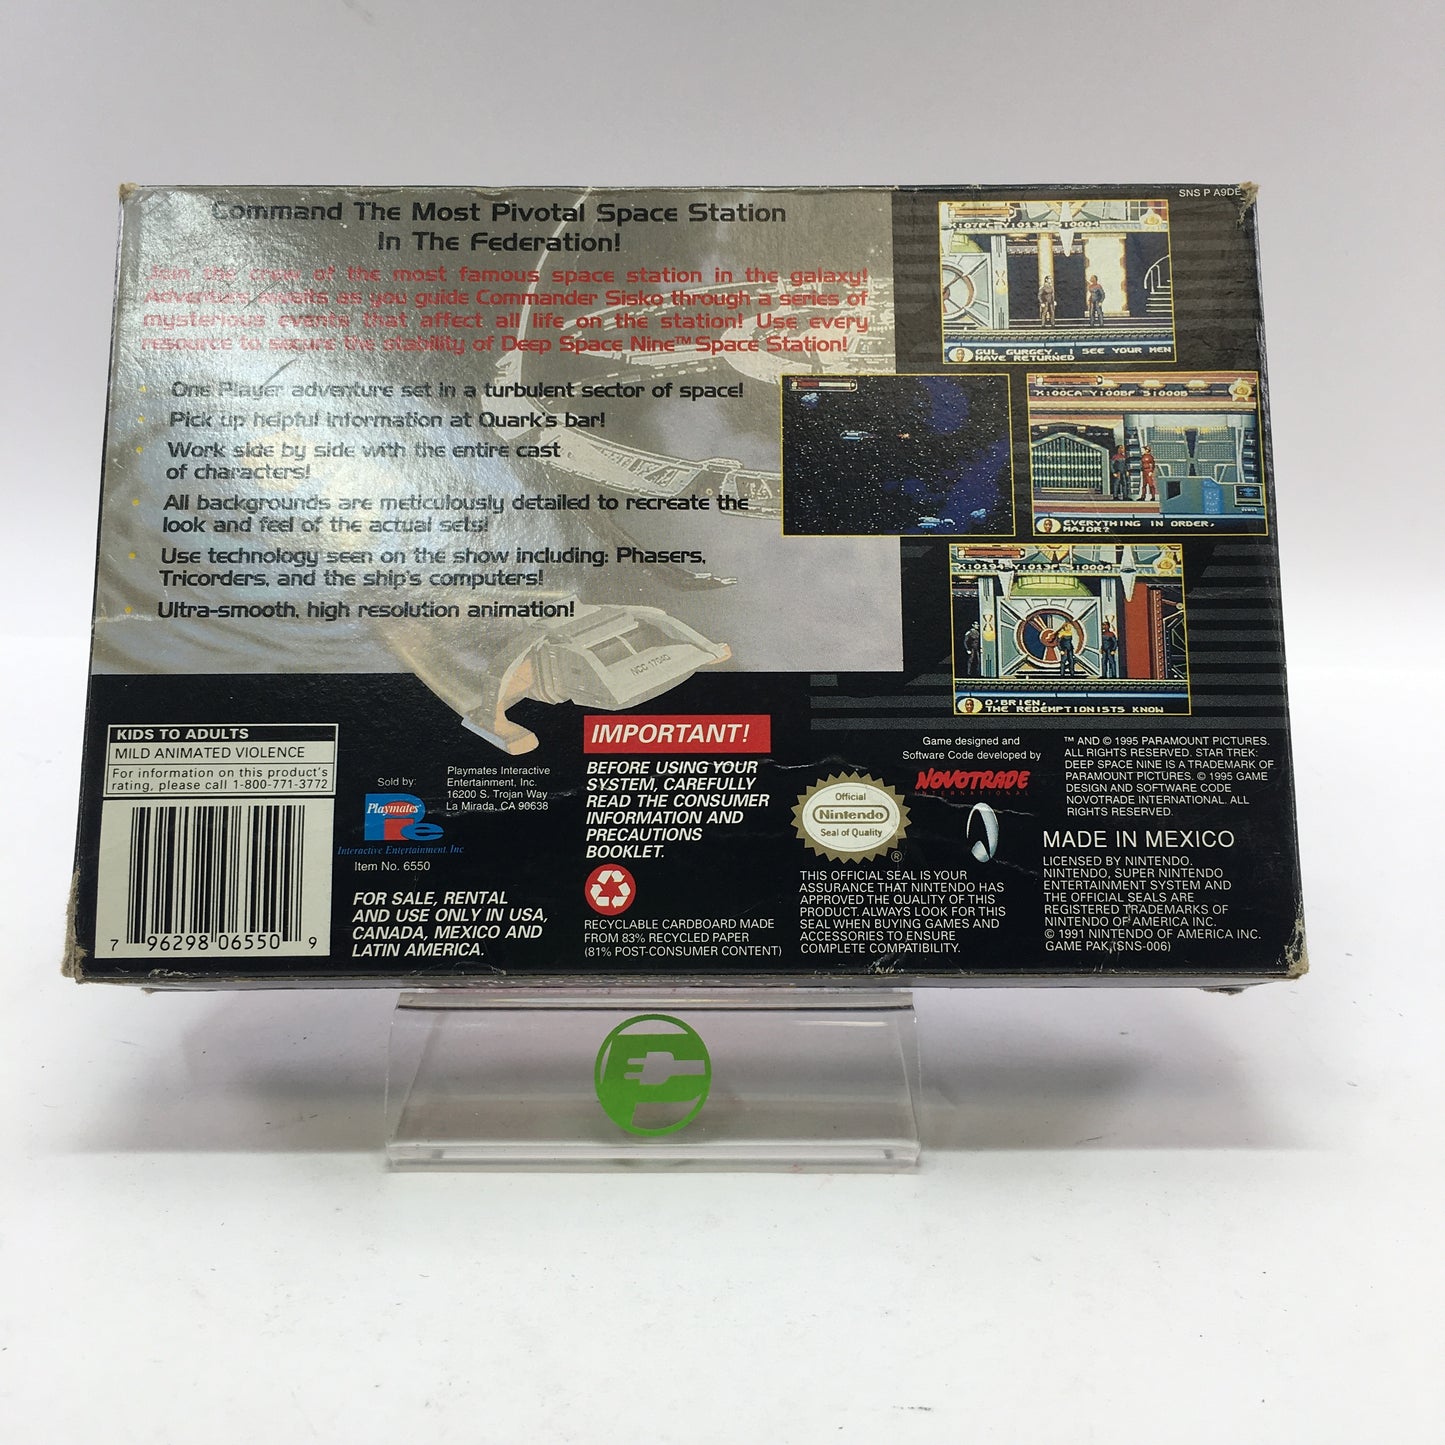 SNS P A9DE
Command The Most Pivotal Space Station
In The Federation!
Join the crew of the most famous space station in the galaxy!
Adventure awaits as you guide Commander Sisko through a series of
mysterious events that affect all life on the station! Use every
resource to secure the stability of Deep Space Nine™ Space Station!
One Player adventure set in a turbulent sector of space!
Pick up helpful information at Quark's bar!
Work side by side with the entire cast
of characters!
All backgrounds are meticulously detailed to recreate the
look and feel of the actual sets!
Use technology seen on the show including: Phasers,
Tricorders, and the ship's computers!
Ultra-smooth, high resolution animation!
NCC 1704D
X:07FC Y:013F S:0004
GUL GURGEY, I SEE YOUR MEN
HAVE RETURNED
X:00CA Y:00BF S:000B
EVERYTHING IN ORDER,
MAJOR?
X:0194 Y:013F S:0004
O'BRIEN,
THE REDEMPTIONISTS KNOW
KIDS TO ADULTS
MILD ANIMATED VIOLENCE
For information on this product's
rating, please call 1-800-771-3772
7 96298 06550 9
Sold by:
Playmates Interactive
Entertainment, Inc.
16200 S. Trojan Way
La Mirada, CA 90638
Playmates
Pie
Interactive Entertainment, Inc.
Item No. 6550
FOR SALE, RENTAL
AND USE ONLY IN USA,
CANADA, MEXICO AND
LATIN AMERICA.
IMPORTANT!
BEFORE USING YOUR
SYSTEM, CAREFULLY
READ THE CONSUMER
INFORMATION AND
PRECAUTIONS
BOOKLET.
RECYCLABLE CARDBOARD MADE
FROM 83% RECYCLED PAPER
(81% POST-CONSUMER CONTENT)
Game designed and
Software Code developed by
NOVOTRADE
INTERNATIONAL
Official
Nintendo
Seal of Quality
®
THIS OFFICIAL SEAL IS YOUR
ASSURANCE THAT NINTENDO HAS
APPROVED THE QUALITY OF THIS
PRODUCT. ALWAYS LOOK FOR THIS
SEAL WHEN BUYING GAMES AND
ACCESSORIES TO ENSURE
COMPLETE COMPATIBILITY.
™ AND © 1995 PARAMOUNT PICTURES.
ALL RIGHTS RESERVED. STAR TREK:
DEEP SPACE NINE IS A TRADEMARK OF
PARAMOUNT PICTURES. © 1995 GAME
DESIGN AND SOFTWARE CODE
NOVOTRADE INTERNATIONAL. ALL
RIGHTS RESERVED.
MADE IN MEXICO
LICENSED BY NINTENDO.
NINTENDO, SUPER NINTENDO
ENTERTAINMENT SYSTEM AND
THE OFFICIAL SEALS ARE
REGISTERED TRADEMARKS OF
NINTENDO OF AMERICA INC.
© 1991 NINTENDO OF AMERICA INC.
GAME PAK (SNS-006)